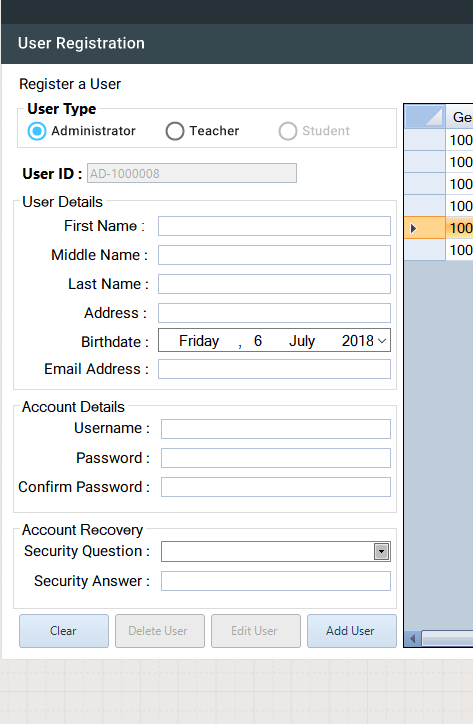 User Registration
Register a User
User Type
Administrator Teacher Student
User ID : AD-1000008
User Details
First Name :
Middle Name :
Last Name :
Address :
Birthdate : Friday , 6 July 2018
Email Address :
Account Details
Username :
Password :
Confirm Password :
Account Recovery
Security Question :
Security Answer :
Clear Delete User Edit User Add User
Ge
100
100
100
100
100
100